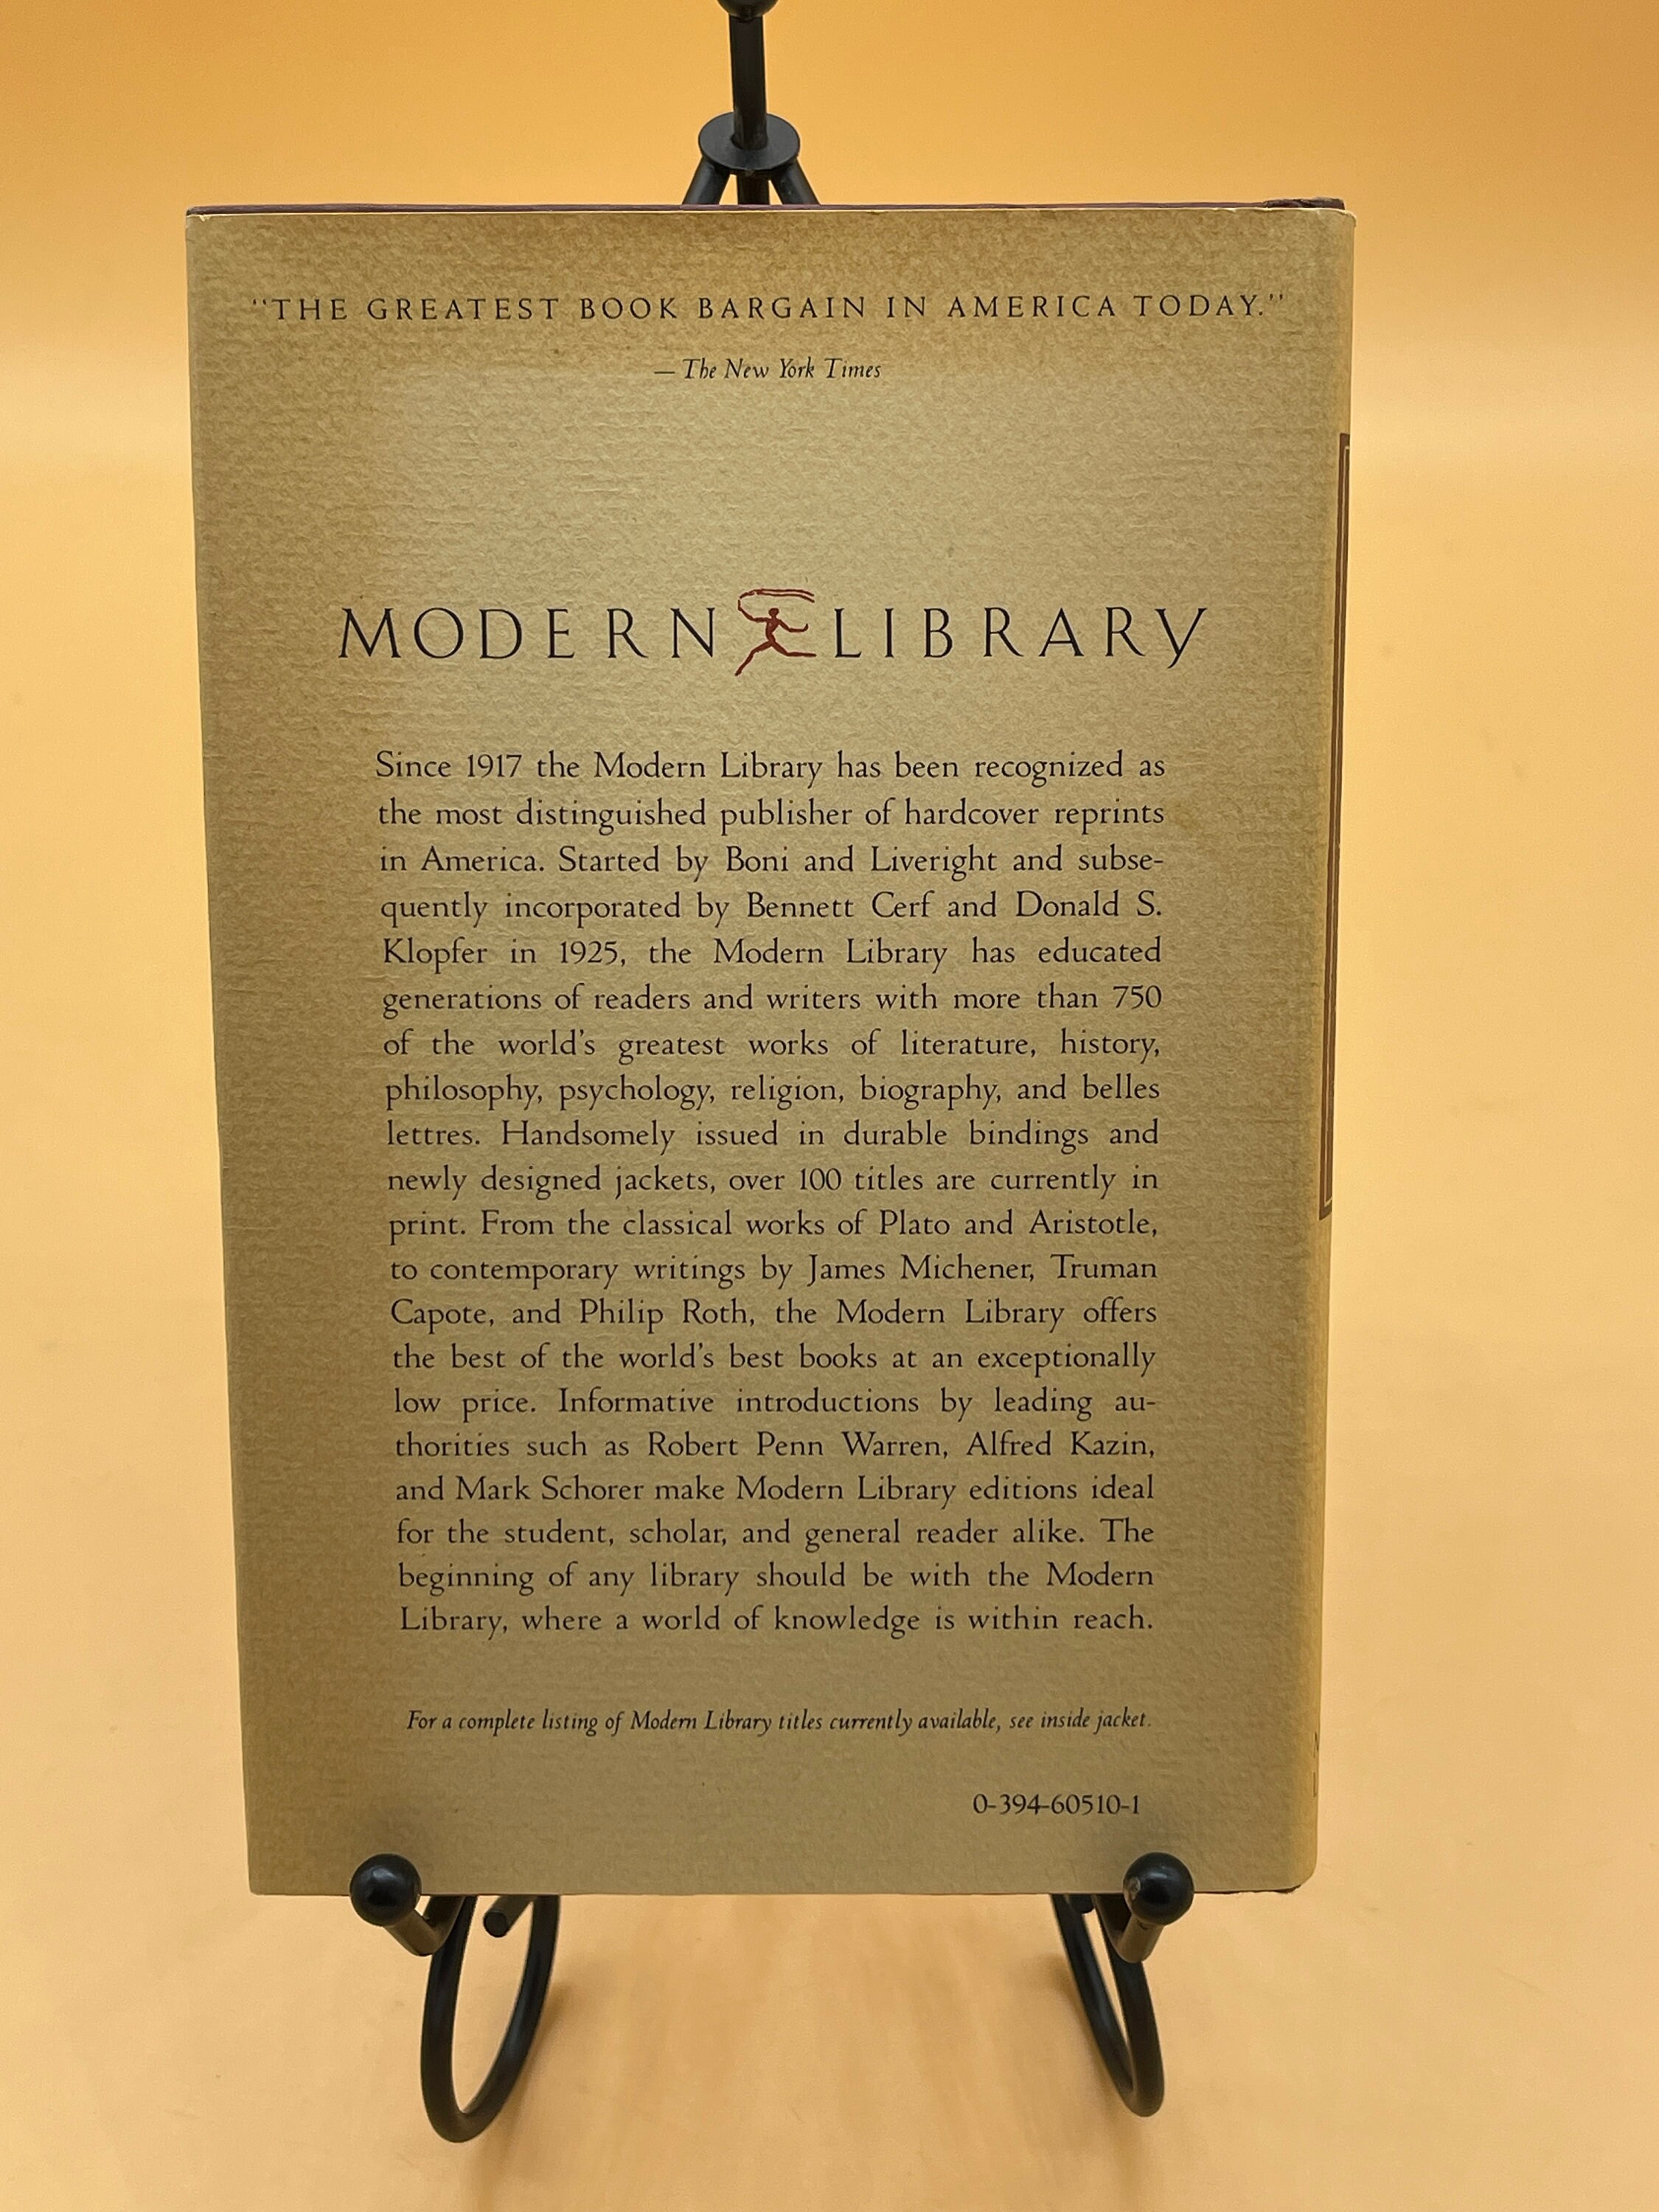 "THE GREATEST BOOK BARGAIN IN AMERICA TODAY."
— The New York Times
MODERN LIBRARY
Since 1917 the Modern Library has been recognized as
the most distinguished publisher of hardcover reprints
in America. Started by Boni and Liveright and subse-
quently incorporated by Bennett Cerf and Donald S.
Klopfer in 1925, the Modern Library has educated
generations of readers and writers with more than 750
of the world's greatest works of literature, history,
philosophy, psychology, religion, biography, and belles
lettres. Handsomely issued in durable bindings and
newly designed jackets, over 100 titles are currently in
print. From the classical works of Plato and Aristotle,
to contemporary writings by James Michener, Truman
Capote, and Philip Roth, the Modern Library offers
the best of the world's best books at an exceptionally
low price. Informative introductions by leading au-
thorities such as Robert Penn Warren, Alfred Kazin,
and Mark Schorer make Modern Library editions ideal
for the student, scholar, and general reader alike. The
beginning of any library should be with the Modern
Library, where a world of knowledge is within reach.
For a complete listing of Modern Library titles currently available, see inside jacket.
0-394-60510-1